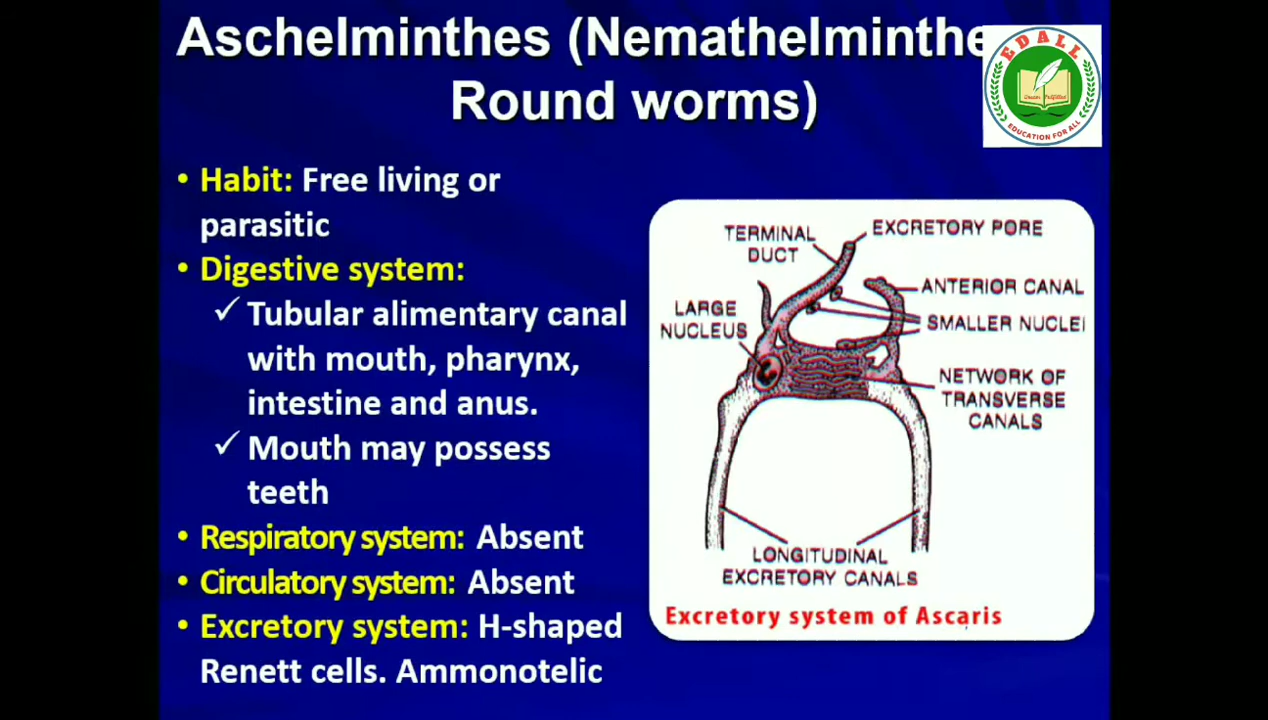 Aschelminthes (Nemathelminthe
Round worms)
EDALL
Dreams Fulfilled
EDUCATION FOR ALL
• Habit: Free living or
parasitic
• Digestive system:
✓ Tubular alimentary canal
with mouth, pharynx,
intestine and anus.
✓ Mouth may possess
teeth
• Respiratory system: Absent
• Circulatory system: Absent
• Excretory system: H-shaped
Renett cells. Ammonotelic
TERMINAL
DUCT
EXCRETORY PORE
ANTERIOR CANAL
LARGE
NUCLEUS
SMALLER NUCLEI
NETWORK OF
TRANSVERSE
CANALS
LONGITUDINAL
EXCRETORY CANALS
Excretory system of Ascaris